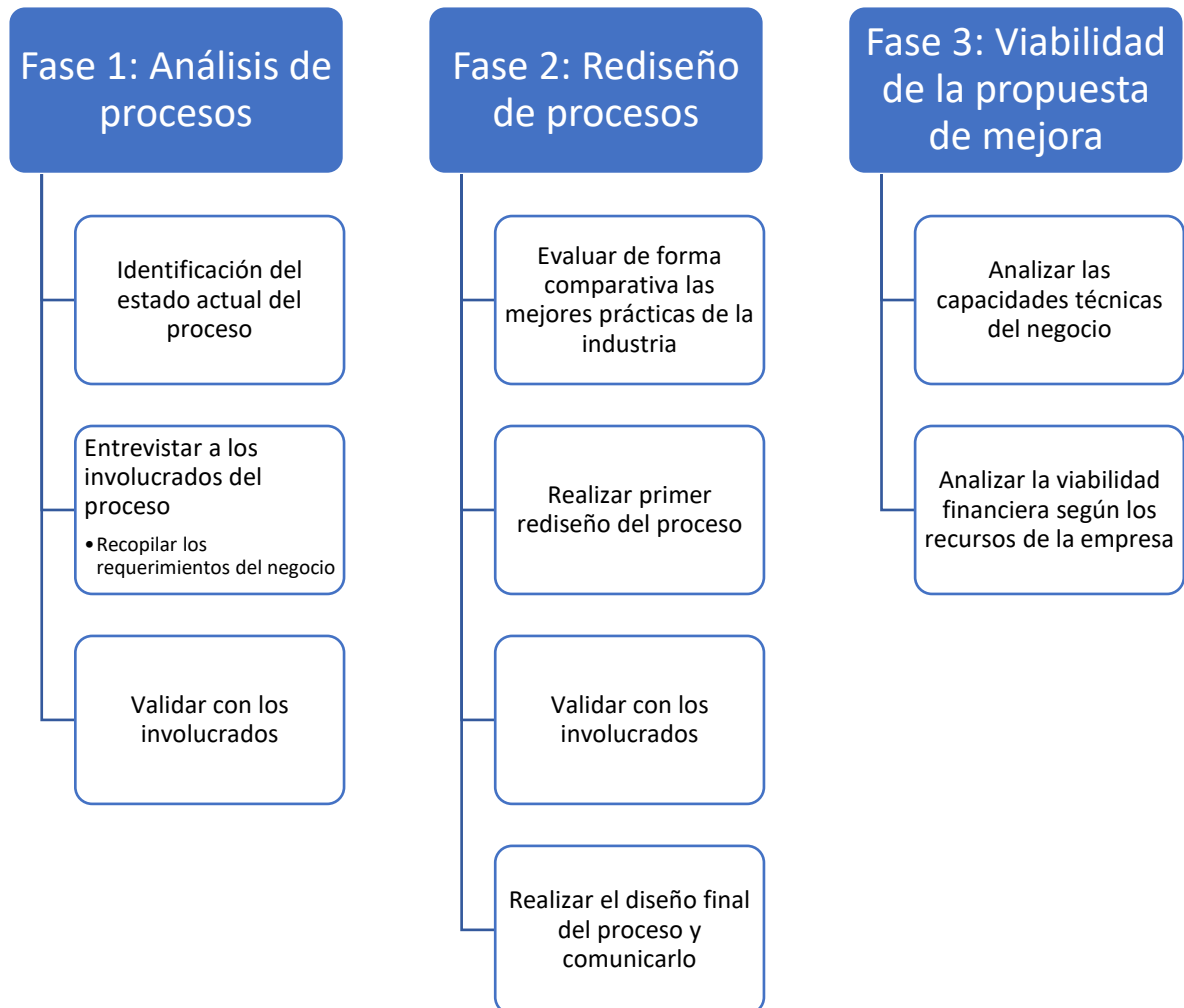 Fase 1: Análisis de
procesos
Identificación del
estado actual del
proceso
Entrevistar a los
involucrados del
proceso
•Recopilar los
requerimientos del negocio
Validar con los
involucrados
Fase 2: Rediseño
de procesos
Evaluar de forma
comparativa las
mejores prácticas de la
industria
Realizar primer
rediseño del proceso
Validar con los
involucrados
Realizar el diseño final
del proceso y
comunicarlo
Fase 3: Viabilidad
de la propuesta
de mejora
Analizar las
capacidades técnicas
del negocio
Analizar la viabilidad
financiera según los
recursos de la empresa